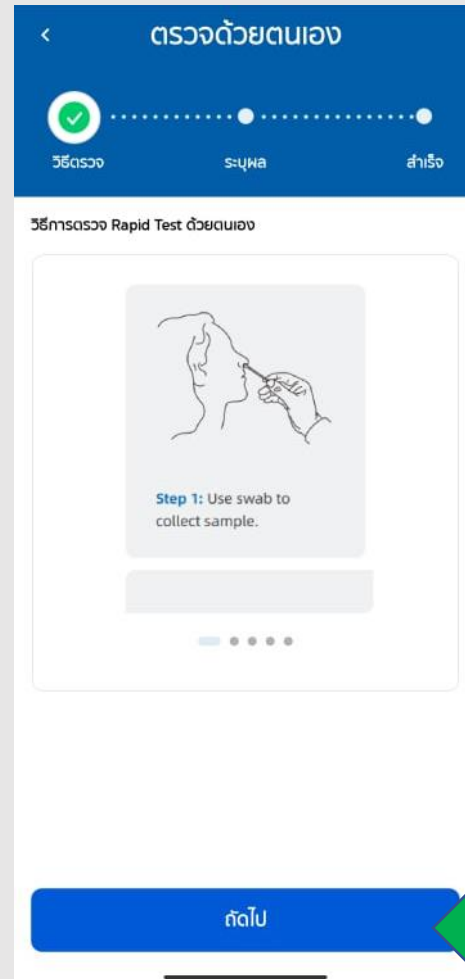 ตรวจด้วยตนเอง
วิธีตรวจ ระบุผล สำเร็จ
วิธีการตรวจ Rapid Test ด้วยตนเอง
Step 1: Use swab to
collect sample.
ถัดไป